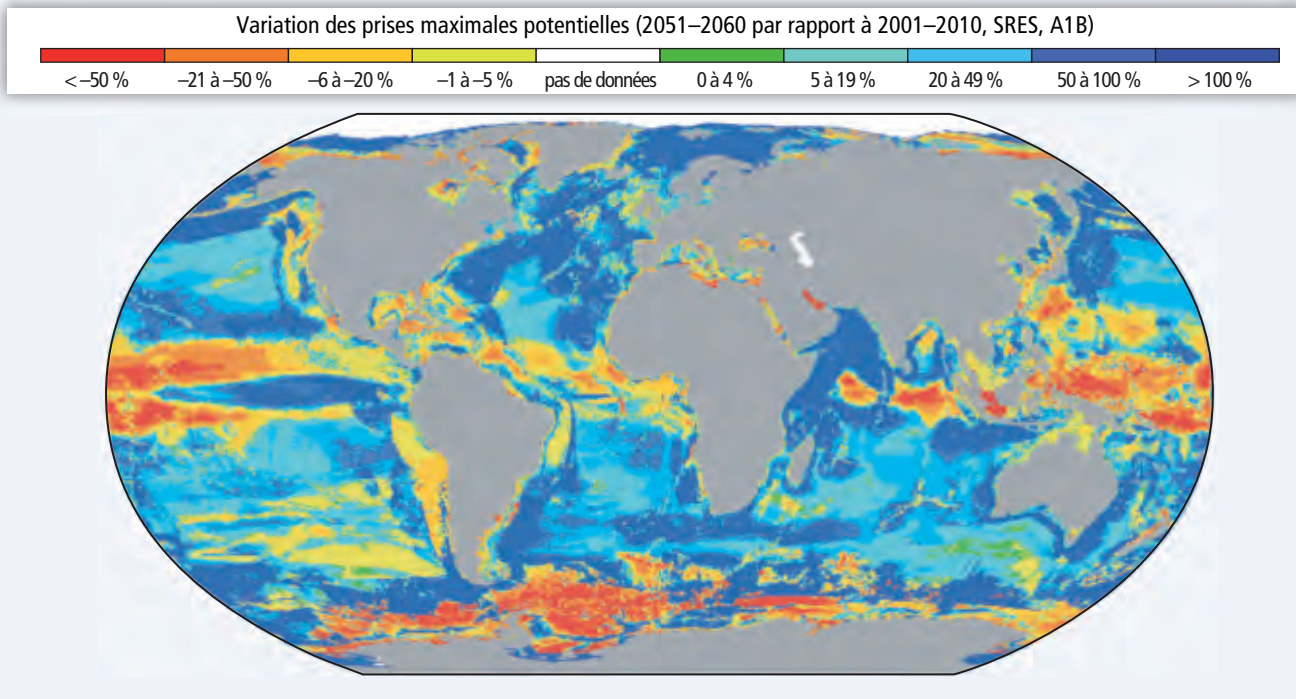 Variation des prises maximales potentielles (2051–2060 par rapport à 2001–2010, SRES, A1B)
< –50 % –21 à –50 % –6 à –20 % –1 à –5 % pas de données 0 à 4 % 5 à 19 % 20 à 49 % 50 à 100 % > 100 %